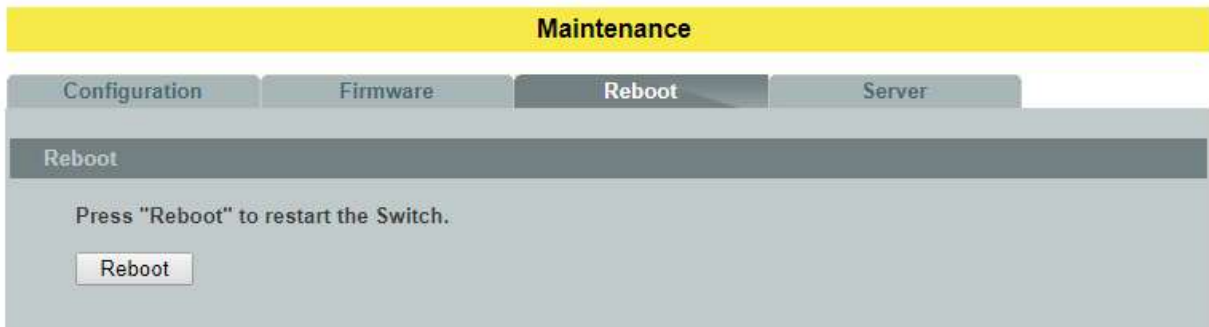 Maintenance
Configuration Firmware Reboot Server
Reboot
Press "Reboot" to restart the Switch.
Reboot